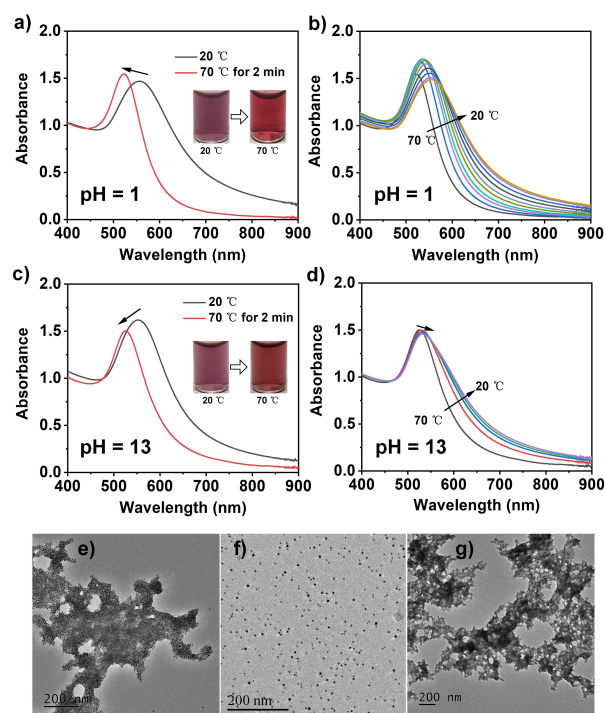 a)
2.0
1.5
1.0
0.5
0.0
Absorbance
20 ℃
70 ℃ for 2 min
20 ℃
70 ℃
pH = 1
400 500 600 700 800 900
Wavelength (nm)
b)
2.0
1.5
1.0
0.5
0.0
Absorbance
20 ℃
70 ℃
pH = 1
400 500 600 700 800 900
Wavelength (nm)
c)
2.0
1.5
1.0
0.5
0.0
Absorbance
20 ℃
70 ℃ for 2 min
20 ℃
70 ℃
pH = 13
400 500 600 700 800 900
Wavelength (nm)
d)
2.0
1.5
1.0
0.5
0.0
Absorbance
20 ℃
70 ℃
pH = 13
400 500 600 700 800 900
Wavelength (nm)
e)
200 nm
f)
200 nm
g)
200 nm